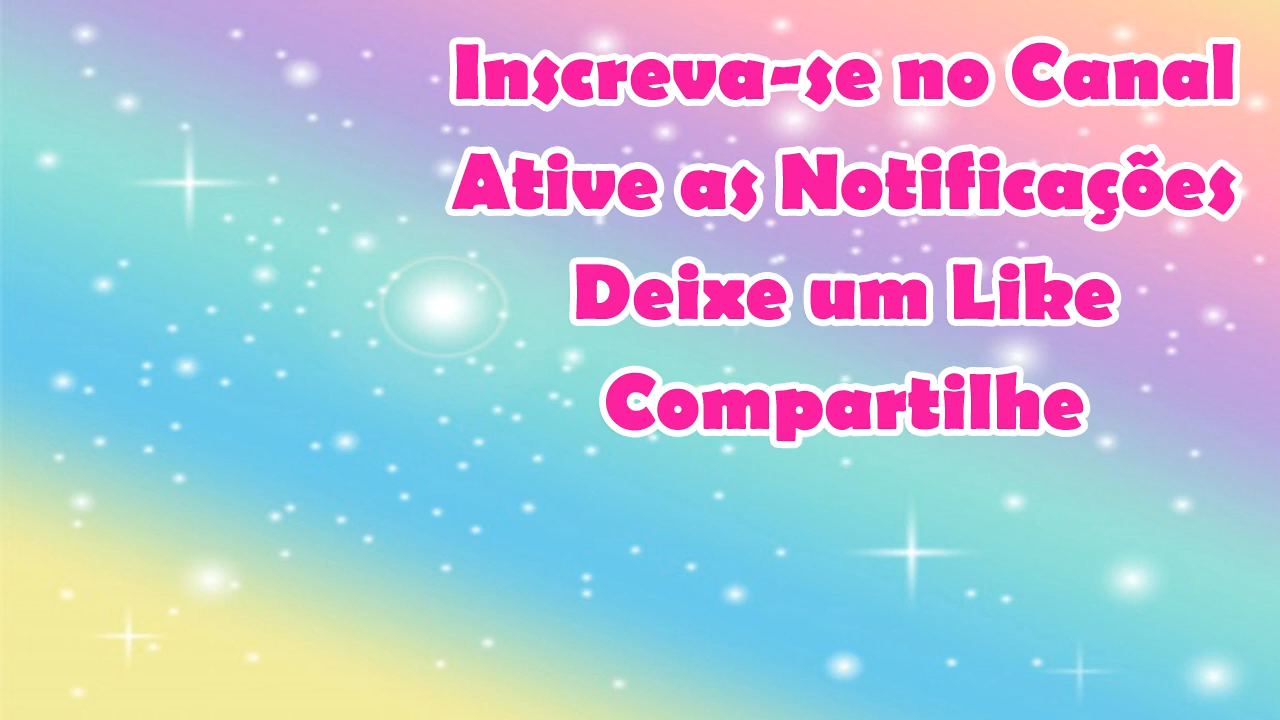 Inscreva-se no Canal
Ative as Notificações
Deixe um Like
Compartilhe